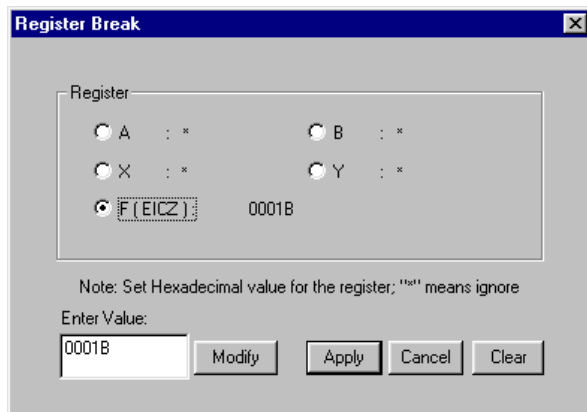 Register Break
Register
A : * B : *
X : * Y : *
F ( EICZ ) : 0001B
Note: Set Hexadecimal value for the register; "*" means ignore
Enter Value:
0001B Modify Apply Cancel Clear